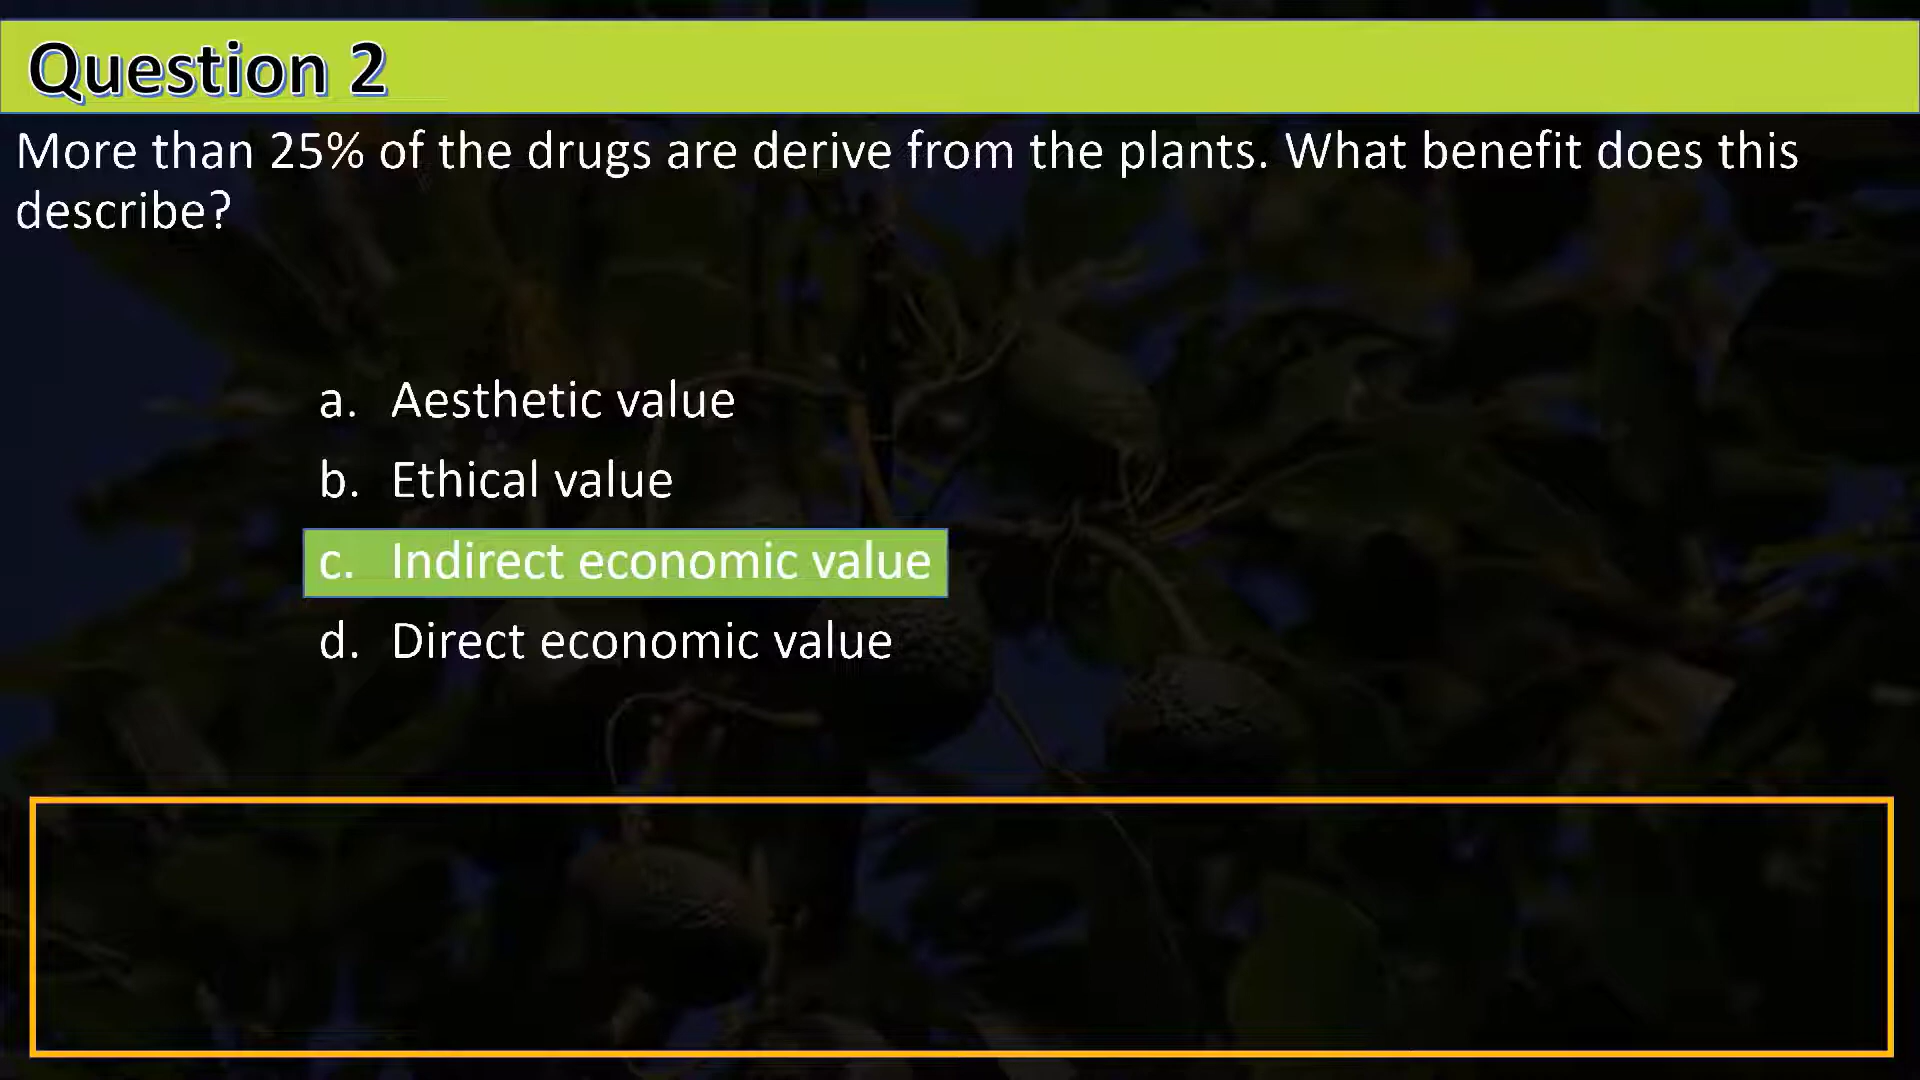 Question 2
More than 25% of the drugs are derive from the plants. What benefit does this
describe?
a. Aesthetic value
b. Ethical value
c. Indirect economic value
d. Direct economic value